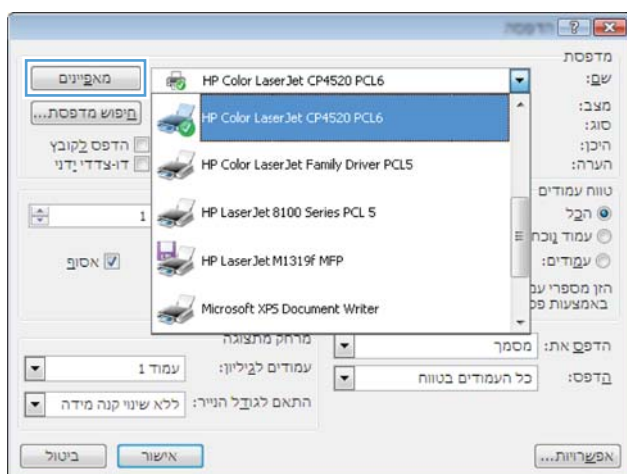 הדפסה
מדפסת
שם: HP Color LaserJet CP4520 PCL6 מאפיינים
HP Color LaserJet CP4520 PCL6
HP Color LaserJet Family Driver PCL5
HP LaserJet 8100 Series PCL 5
HP LaserJet M1319f MFP
Microsoft XPS Document Writer
מצב:
סוג:
היכן:
הערה:
חיפוש מדפסת...
הדפס לקובץ
דו-צדדי ידני
טווח עמודים
הכל
עמוד נוכח
עמודים:
הזן מספרי
באמצעות
1
אסוף
הדפס את: מסמך
הדפס: כל העמודים בטווח
מרחק מתצוגה
עמודים לגיליון: עמוד 1
התאם לגודל הנייר: ללא שינוי קנה מידה
אפשרויות...
אישור
ביטול